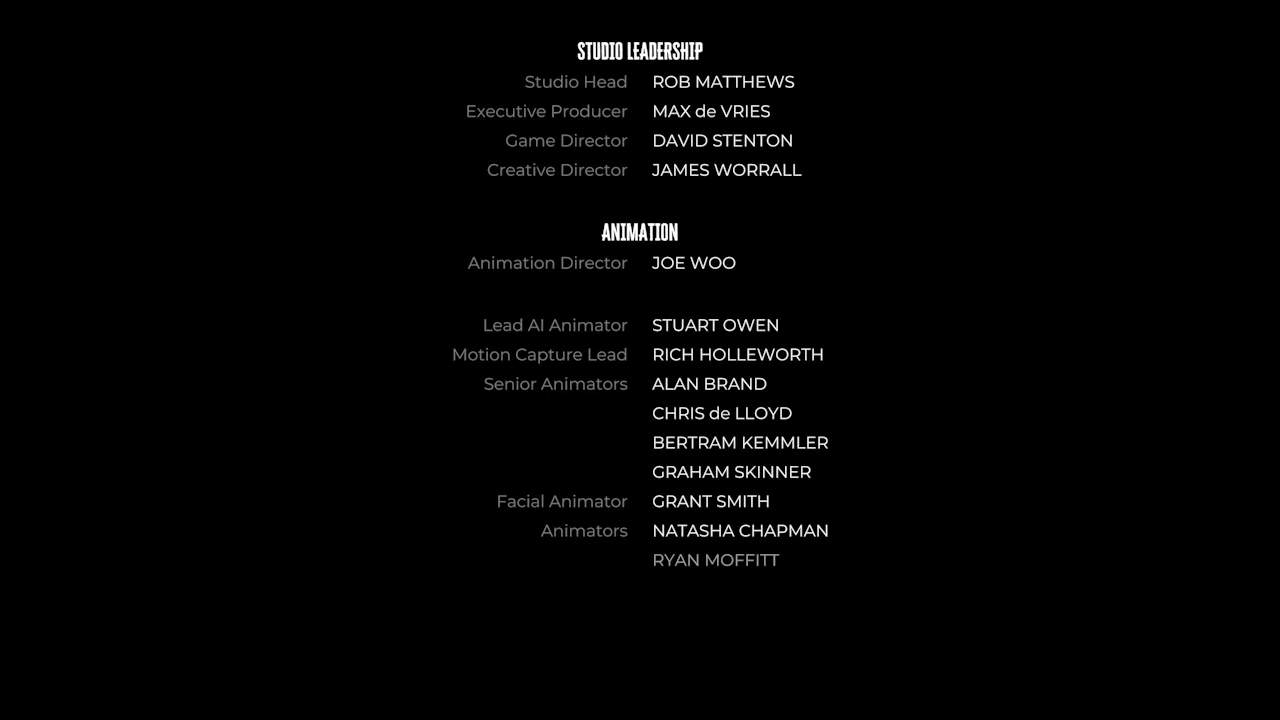 STUDIO LEADERSHIP
Studio Head ROB MATTHEWS
Executive Producer MAX de VRIES
Game Director DAVID STENTON
Creative Director JAMES WORRALL
ANIMATION
Animation Director JOE WOO
Lead AI Animator STUART OWEN
Motion Capture Lead RICH HOLLEWORTH
Senior Animators ALAN BRAND
CHRIS de LLOYD
BERTRAM KEMMLER
GRAHAM SKINNER
Facial Animator GRANT SMITH
Animators NATASHA CHAPMAN
RYAN MOFFITT